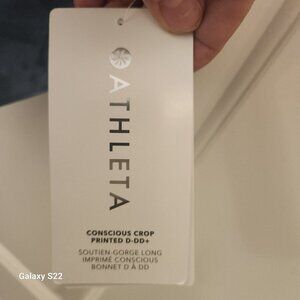 ATHLETA
CONSCIOUS CROP
PRINTED D-DD+
SOUTIEN-GORGE LONG
IMPRIMÉ CONSCIOUS
BONNET D À DD
Galaxy S22